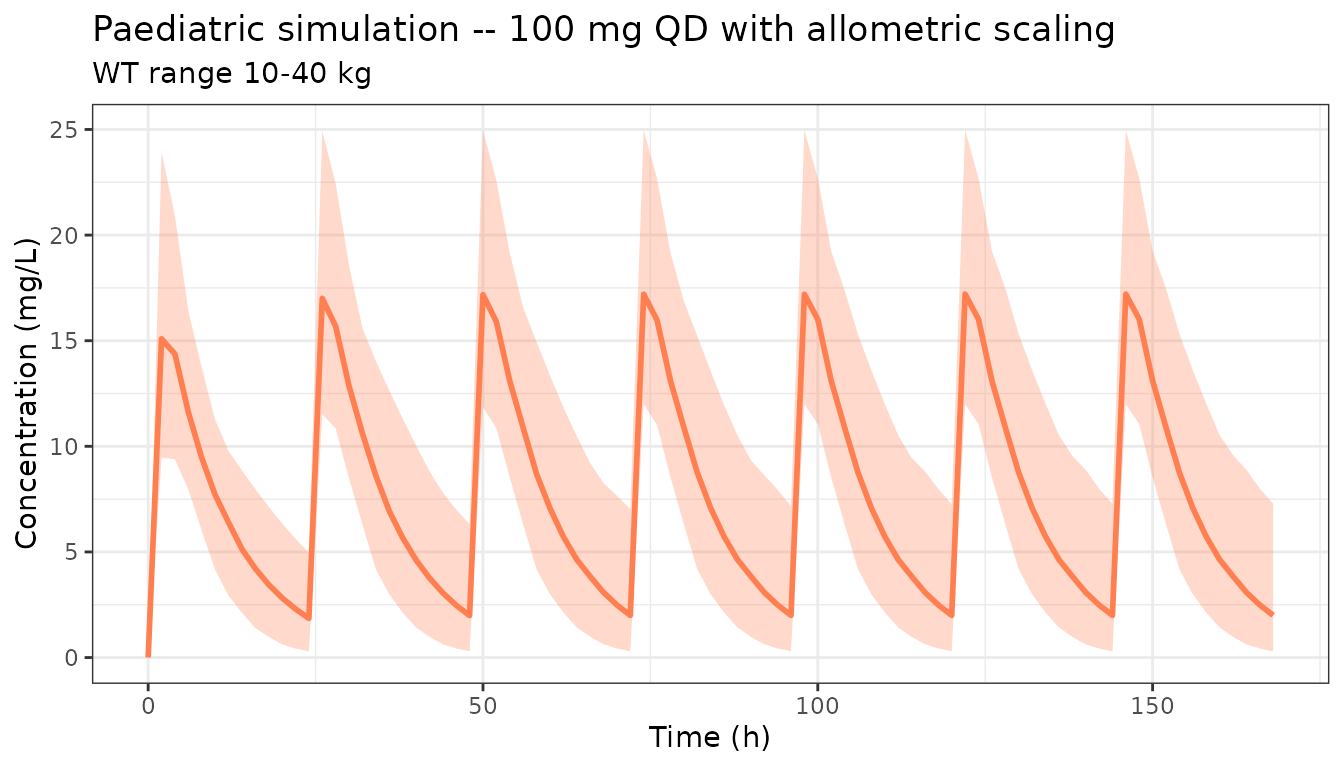 Paediatric simulation -- 100 mg QD with allometric scaling
WT range 10-40 kg
25
20
15
10
5
0
Concentration (mg/L)
0 50 100 150
Time (h)